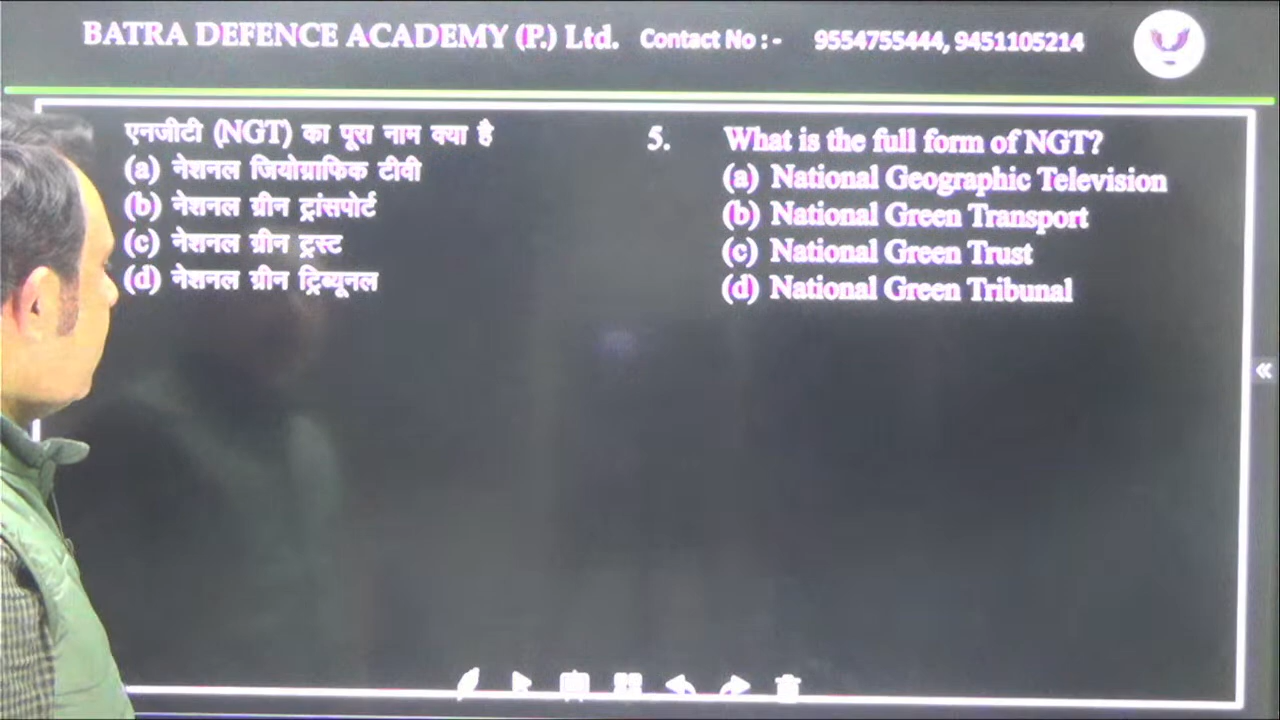 BATRA DEFENCE ACADEMY (P.) Ltd. Contact No :- 9554755444, 9451105214
एनजीटी (NGT) का पूरा नाम क्या है
(a) नेशनल जियोग्राफिक टीवी
(b) नेशनल ग्रीन ट्रांसपोर्ट
(c) नेशनल ग्रीन ट्रस्ट
(d) नेशनल ग्रीन ट्रिब्यूनल
5. What is the full form of NGT?
(a) National Geographic Television
(b) National Green Transport
(c) National Green Trust
(d) National Green Tribunal